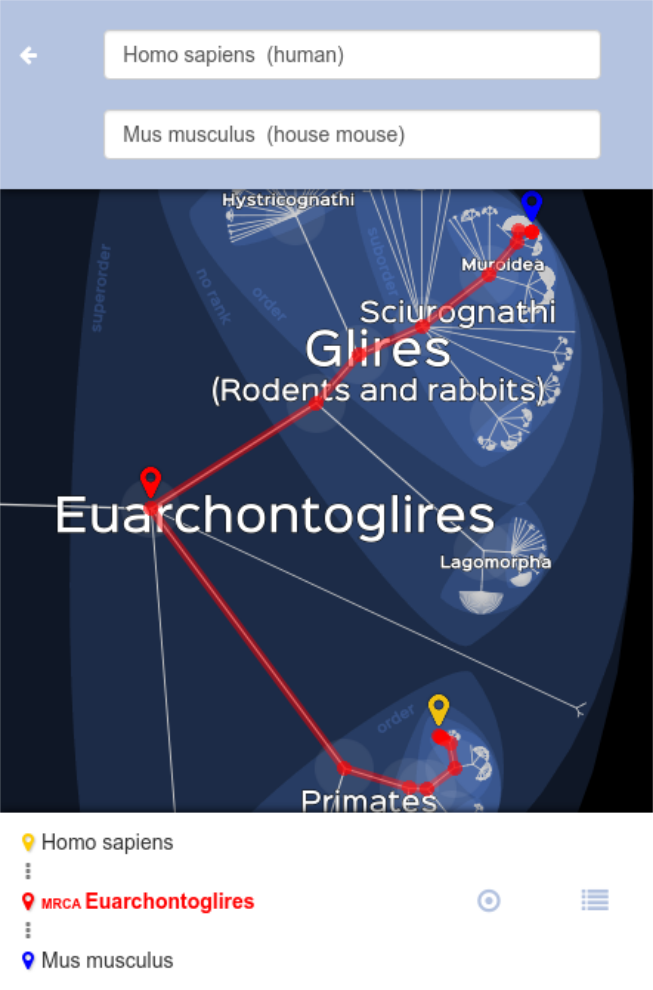 Homo sapiens (human)
Mus musculus (house mouse)
Hystricognathi
superorder
no rank
order
suborder
Muroidea
Sciurognathi
Glires
(Rodents and rabbits)
Euarchontoglires
Lagomorpha
order
Primates
Homo sapiens
MRCA Euarchontoglires
Mus musculus